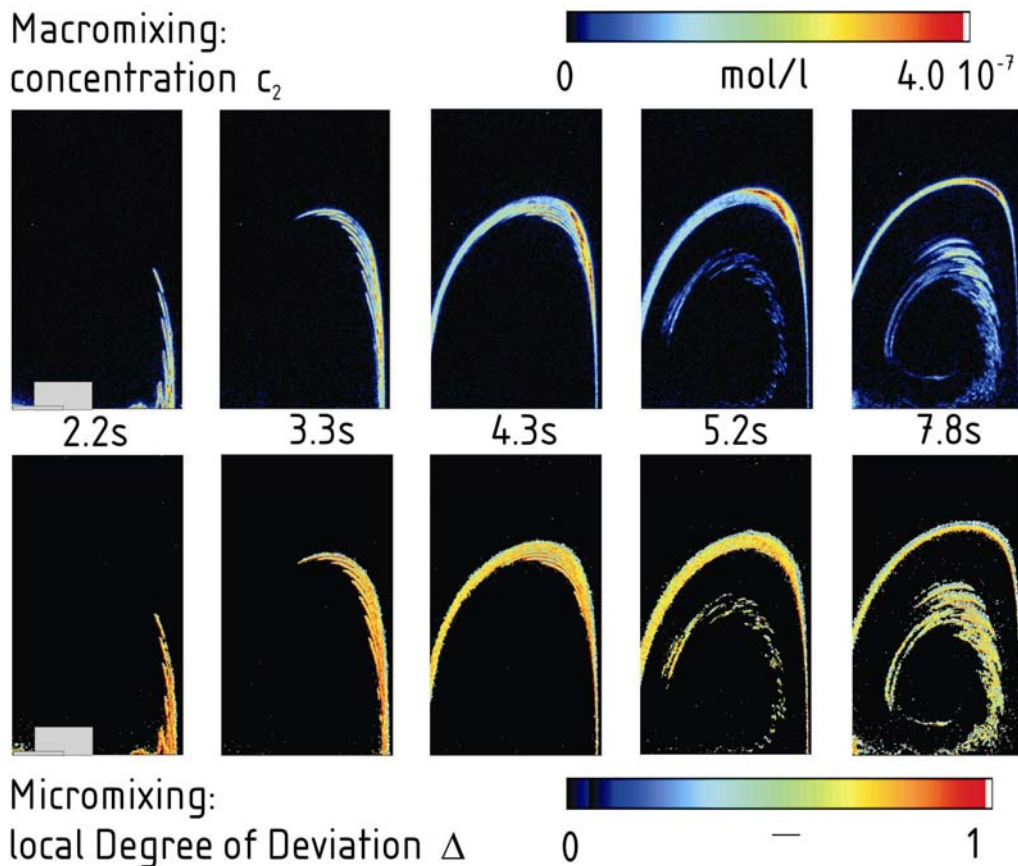 Macromixing:
concentration c₂
0 mol/l 4.0 10⁻⁷
2.2s 3.3s 4.3s 5.2s 7.8s
Micromixing:
local Degree of Deviation Δ
0 — 1